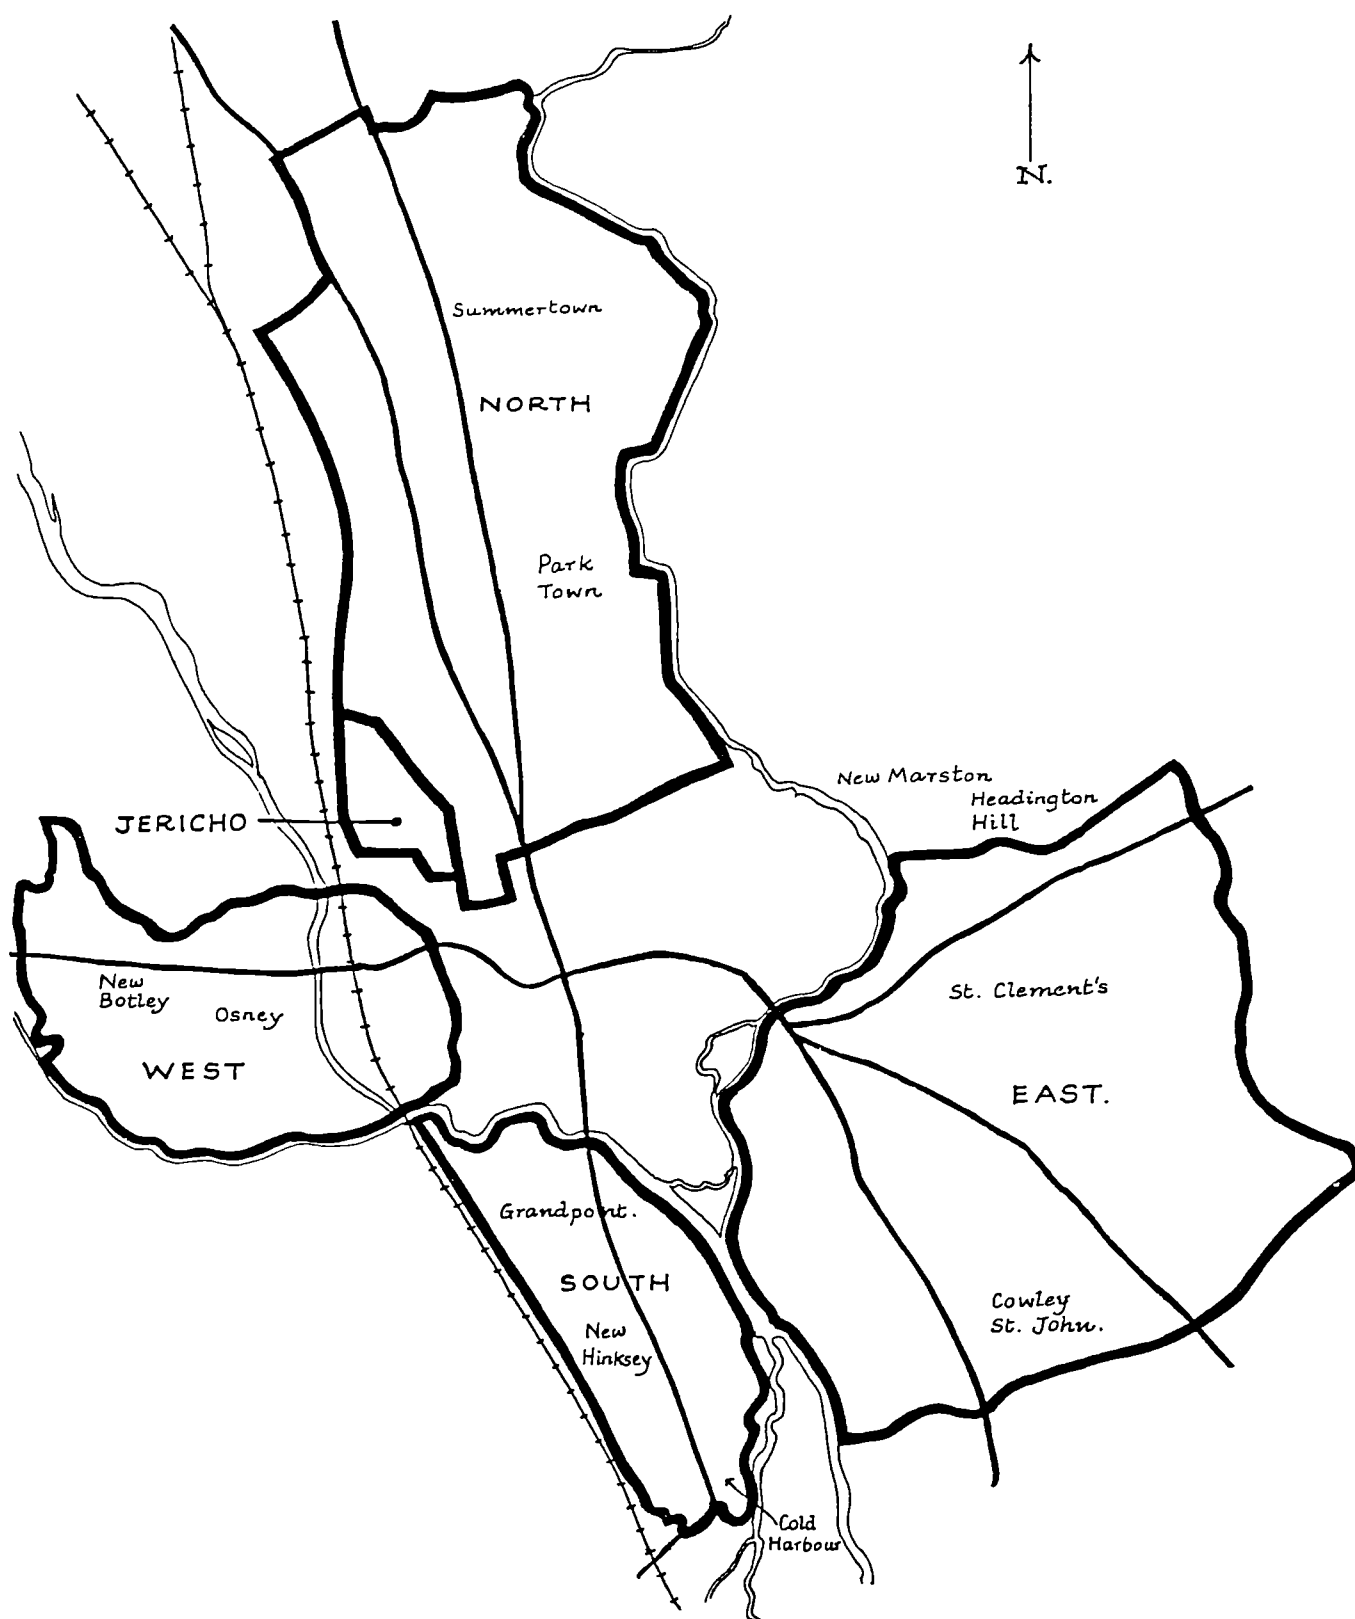 N.
Summertown
NORTH
Park
Town
New Marston
Headington
Hill
JERICHO
New
Botley
Osney
WEST
St. Clement's
EAST.
Grandpoint.
SOUTH
New
Hinksey
Cowley
St. John.
Cold
Harbour